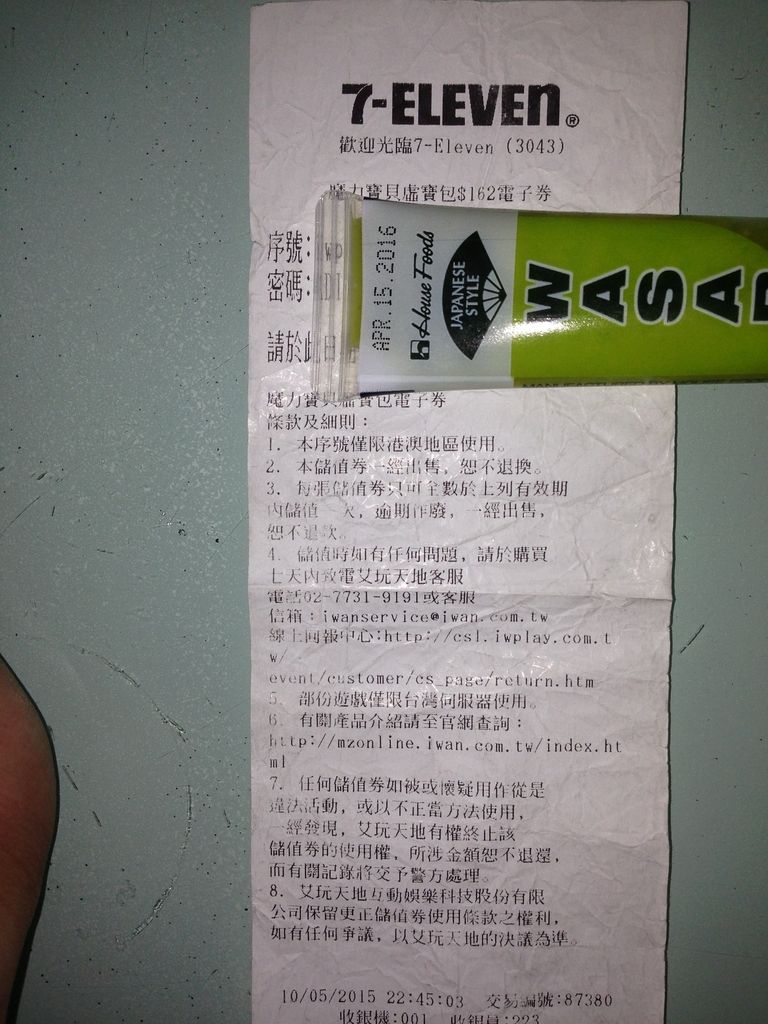 7-ELEVEN®
歡迎光臨7-Eleven (3043)
魔力寶貝虛寶包$162電子券
序號:
密碼:
請於此日
APR.15.2016
House Foods
JAPANESE
STYLE
WASAB
魔力寶貝虛寶包電子券
條款及細則:
1. 本序號僅限港澳地區使用。
2. 本儲值券一經出售, 恕不退換。
3. 每張儲值券只可全數於上列有效期
內儲值一次, 逾期作廢, 一經出售,
恕不退款。
4. 儲值時如有任何問題, 請於購買
七天內致電艾玩天地客服
電話02-7731-9191或客服
信箱:iwanservice@iwan.com.tw
線上回報中心:http://csl.iwplay.com.t
w/
event/customer/cs_page/return.htm
5. 部份遊戲僅限台灣伺服器使用。
6. 有關產品介紹請至官網查詢:
http://mzonline.iwan.com.tw/index.ht
ml
7. 任何儲值券如被或懷疑用作從是
違法活動, 或以不正當方法使用,
一經發現, 艾玩天地有權終止該
儲值券的使用權, 所涉金額恕不退還,
而有關記錄將交予警方處理。
8. 艾玩天地互動娛樂科技股份有限
公司保留更正儲值券使用條款之權利,
如有任何爭議, 以艾玩天地的決議為準。
10/05/2015 22:45:03 交易編號:87380
收銀機:001 收銀員:223